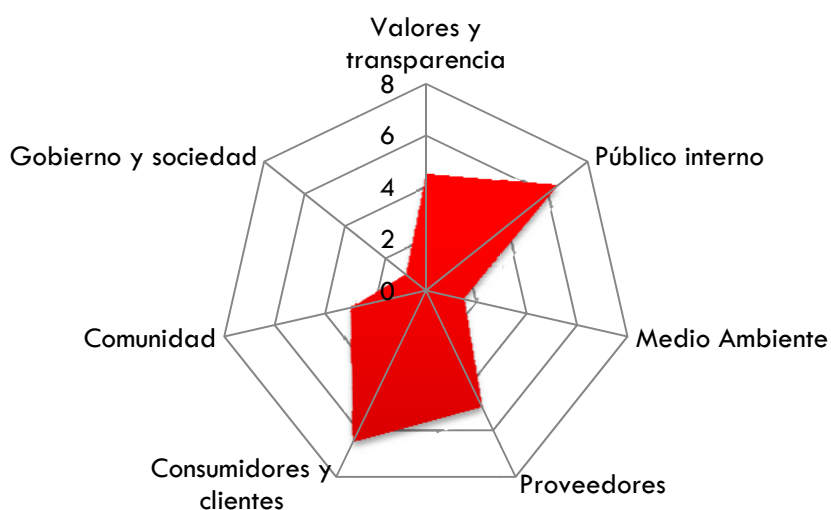 Valores y
transparencia
8
6
4
2
0
Público interno
Medio Ambiente
Proveedores
Consumidores y
clientes
Comunidad
Gobierno y sociedad